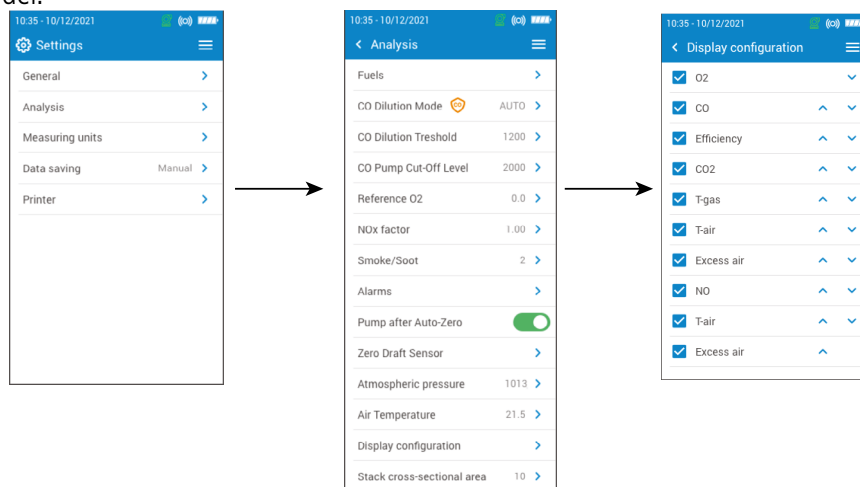 der.
10:35 - 10/12/2021
Settings
General
Analysis
Measuring units
Data saving Manual
Printer
10:35 - 10/12/2021
Analysis
Fuels
CO Dilution Mode CO AUTO
CO Dilution Treshold 1200
CO Pump Cut-Off Level 2000
Reference O2 0.0
NOx factor 1.00
Smoke/Soot 2
Alarms
Pump after Auto-Zero
Zero Draft Sensor
Atmospheric pressure 1013
Air Temperature 21.5
Display configuration
Stack cross-sectional area 10
10:35 - 10/12/2021
Display configuration
O2
CO
Efficiency
CO2
T-gas
T-air
Excess air
NO
T-air
Excess air